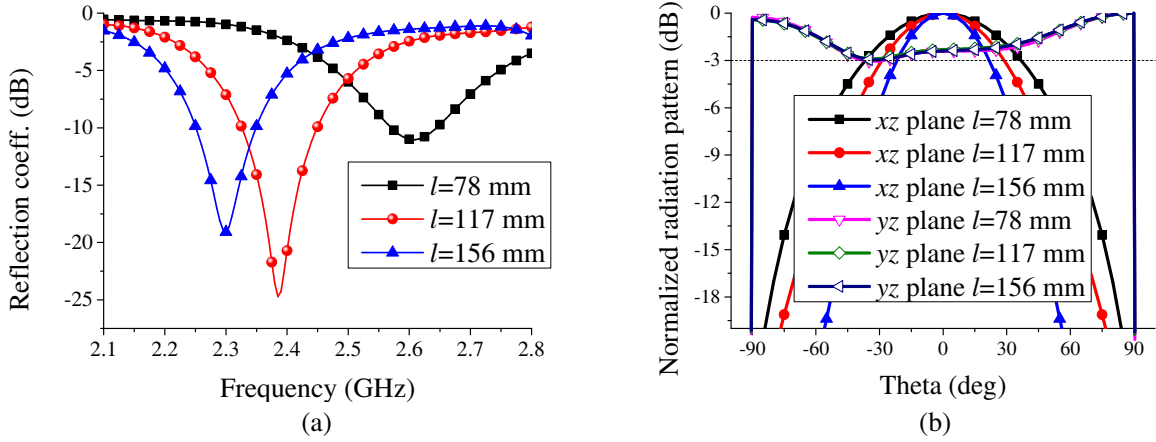 0
-5
-10
-15
-20
-25
Reflection coeff. (dB)
l=78 mm
l=117 mm
l=156 mm
2.1 2.2 2.3 2.4 2.5 2.6 2.7 2.8
Frequency (GHz)
(a)
0
-3
-6
-9
-12
-15
-18
Normalized radiation pattern (dB)
xz plane l=78 mm
xz plane l=117 mm
xz plane l=156 mm
yz plane l=78 mm
yz plane l=117 mm
yz plane l=156 mm
-90 -60 -30 0 30 60 90
Theta (deg)
(b)